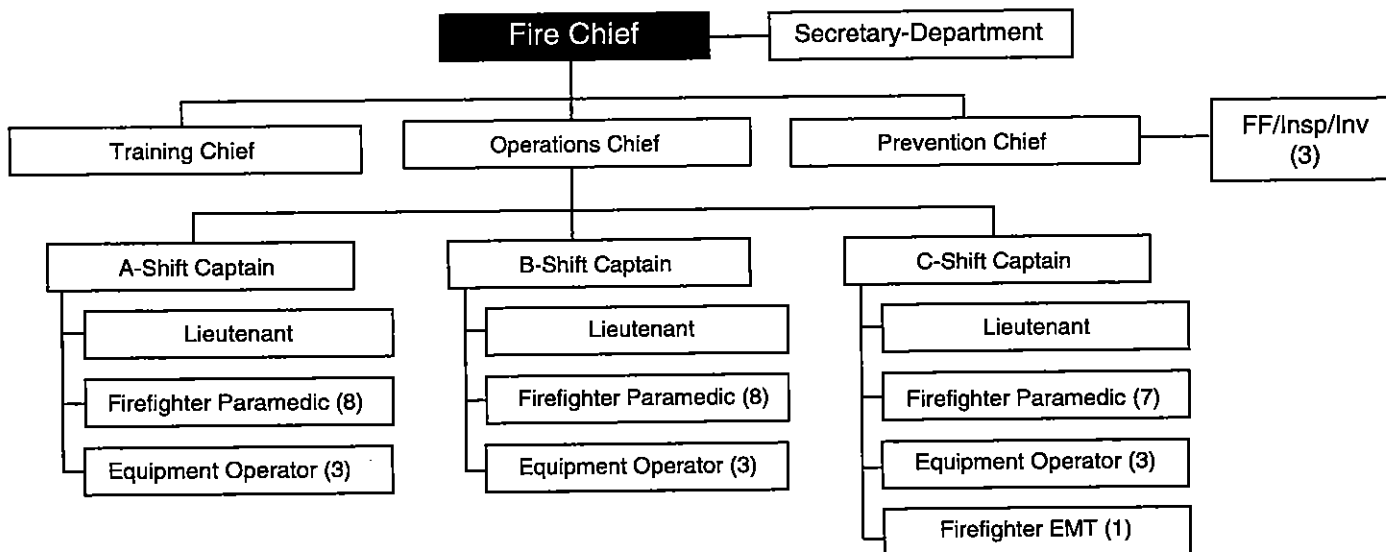 Fire Chief
Secretary-Department
Training Chief
Operations Chief
Prevention Chief
FF/Insp/Inv
(3)
A-Shift Captain
B-Shift Captain
C-Shift Captain
Lieutenant
Lieutenant
Lieutenant
Firefighter Paramedic (8)
Firefighter Paramedic (8)
Firefighter Paramedic (7)
Equipment Operator (3)
Equipment Operator (3)
Equipment Operator (3)
Firefighter EMT (1)